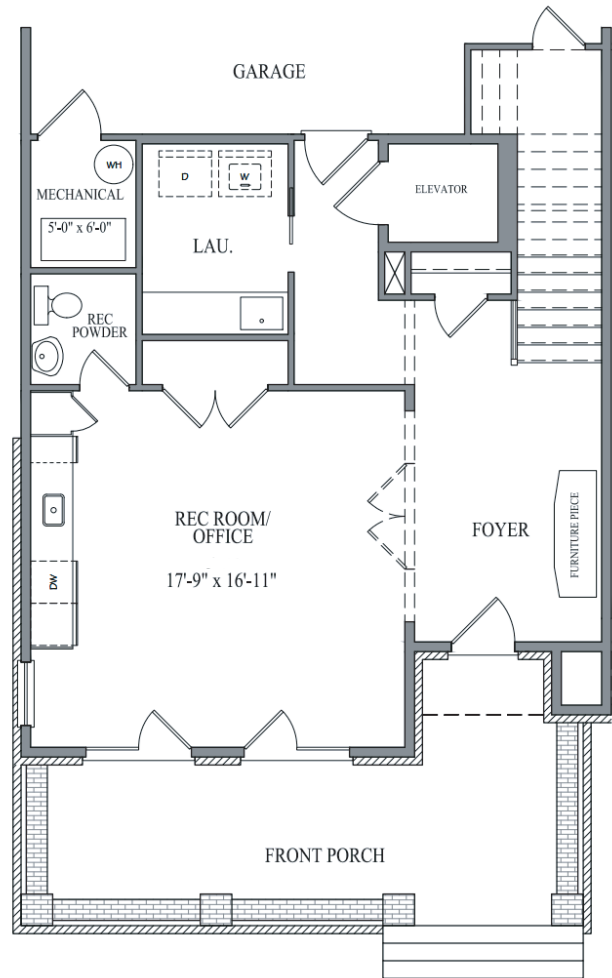 GARAGE
WH
MECHANICAL
5'-0" x 6'-0"
D
W
LAU.
ELEVATOR
REC
POWDER
REC ROOM/
OFFICE
17'-9" x 16'-11"
DW
FOYER
FURNITURE PIECE
FRONT PORCH